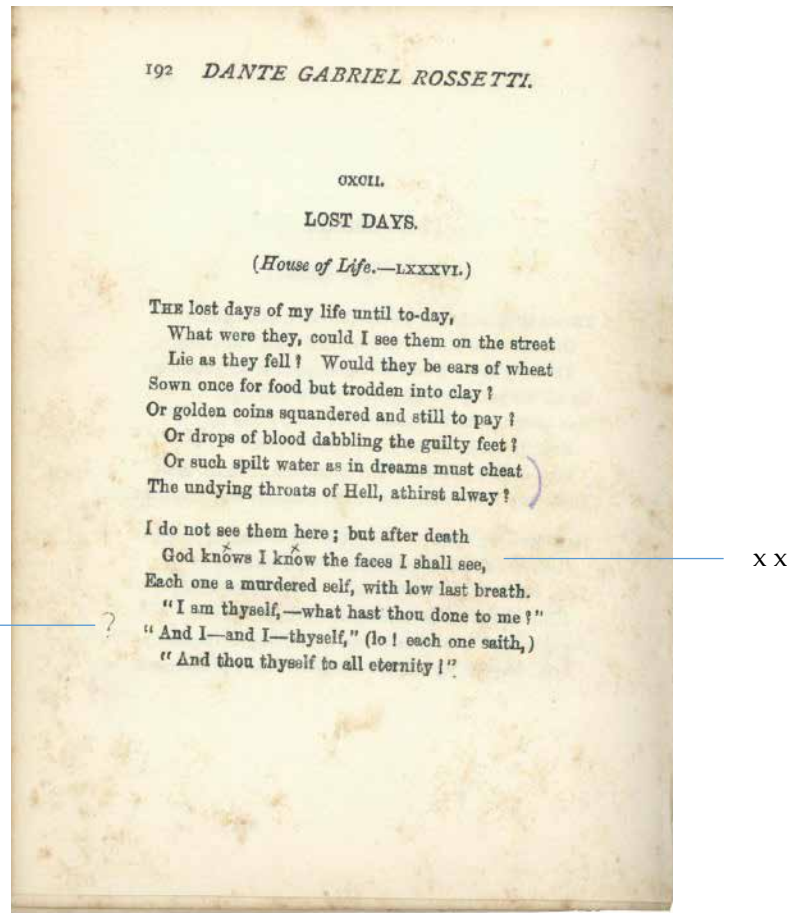 192 DANTE GABRIEL ROSSETTI.
CXCII.
LOST DAYS.
(House of Life.—LXXXVI.)
THE lost days of my life until to-day,
What were they, could I see them on the street
Lie as they fell? Would they be ears of wheat
Sown once for food but trodden into clay?
Or golden coins squandered and still to pay?
Or drops of blood dabbling the guilty feet?
Or such spilt water as in dreams must cheat
The undying throats of Hell, athirst alway?
I do not see them here; but after death
x x
God knows I know the faces I shall see, x x
Each one a murdered self, with low last breath.
"I am thyself,—what hast thou done to me?"
? "And I—and I—thyself," (lo! each one saith,)
"And thou thyself to all eternity!"